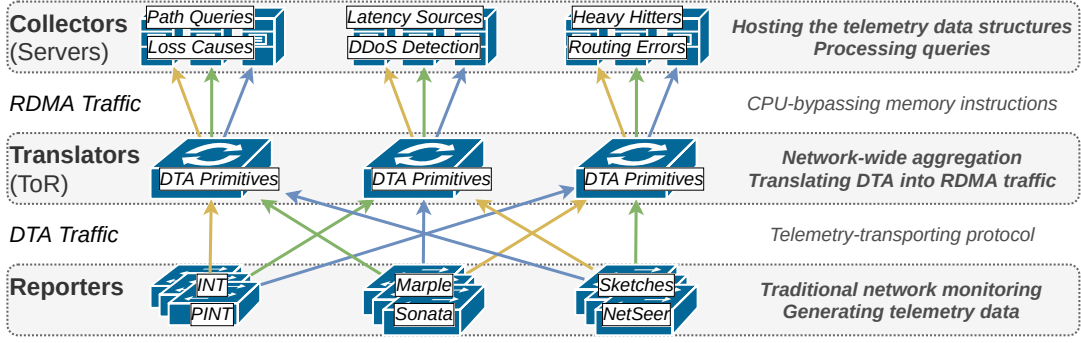 Collectors
(Servers)
Path Queries
Loss Causes
Latency Sources
DDoS Detection
Heavy Hitters
Routing Errors
Hosting the telemetry data structures
Processing queries
RDMA Traffic
CPU-bypassing memory instructions
Translators
(ToR)
DTA Primitives
DTA Primitives
DTA Primitives
Network-wide aggregation
Translating DTA into RDMA traffic
DTA Traffic
Telemetry-transporting protocol
Reporters
INT
PINT
Marple
Sonata
Sketches
NetSeer
Traditional network monitoring
Generating telemetry data